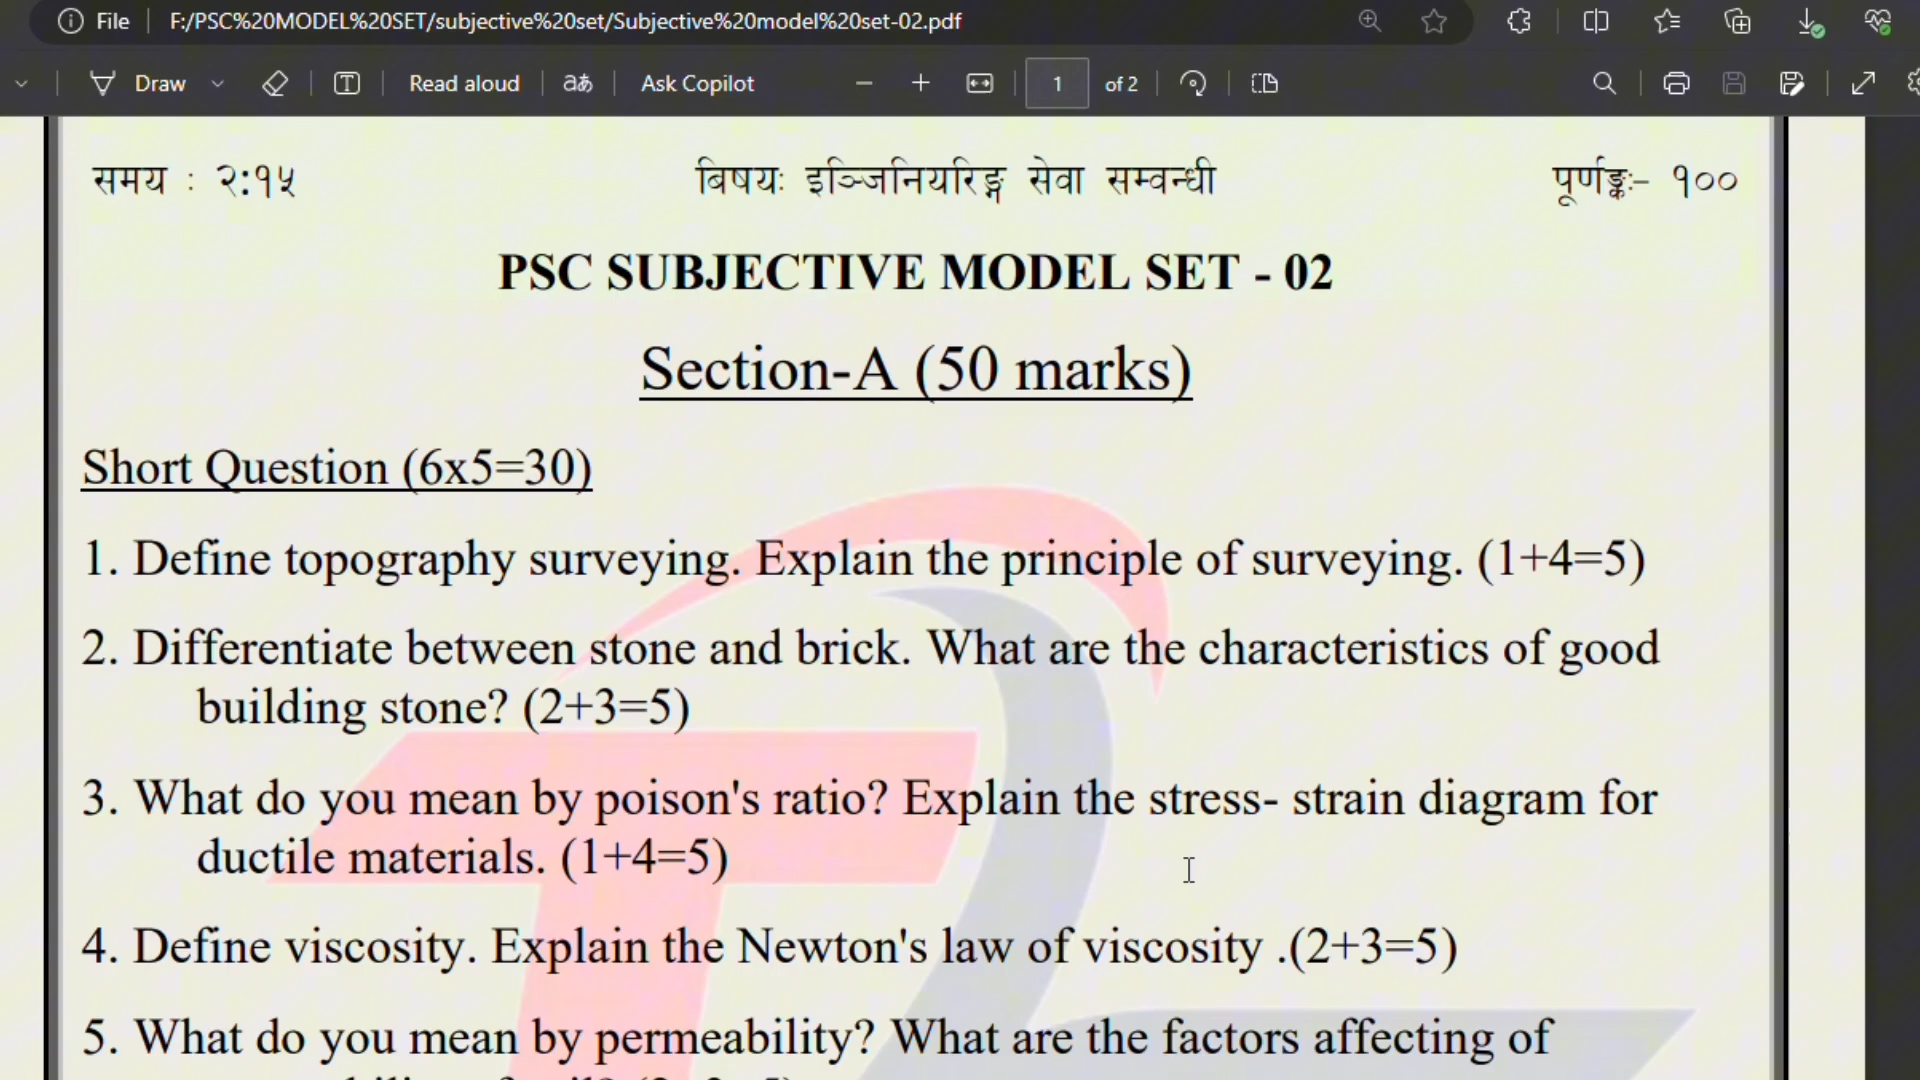 File F:/PSC%20MODEL%20SET/subjective%20set/Subjective%20model%20set-02.pdf
Draw Read aloud aあ Ask Copilot 1 of 2
समय : २:१५ बिषयः इञ्जिनियरिङ्ग सेवा सम्वन्धी पूर्णङ्कः- १००
PSC SUBJECTIVE MODEL SET - 02
Section-A (50 marks)
Short Question (6x5=30)
1. Define topography surveying. Explain the principle of surveying. (1+4=5)
2. Differentiate between stone and brick. What are the characteristics of good
building stone? (2+3=5)
3. What do you mean by poison's ratio? Explain the stress- strain diagram for
ductile materials. (1+4=5)
4. Define viscosity. Explain the Newton's law of viscosity .(2+3=5)
5. What do you mean by permeability? What are the factors affecting of